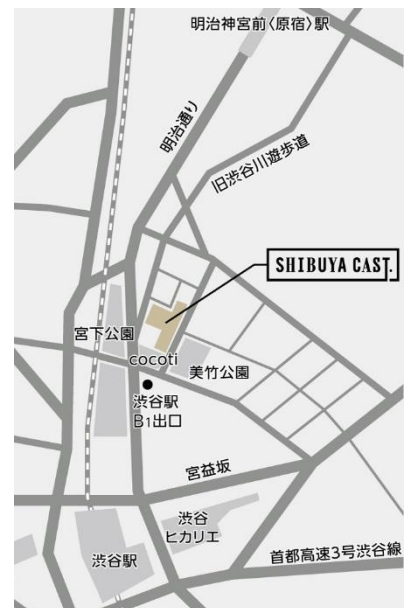 明治神宮前〈原宿〉駅
明治通り
旧渋谷川遊歩道
SHIBUYA CAST.
宮下公園
cocoti
美竹公園
渋谷駅
B1出口
宮益坂
渋谷
ヒカリエ
渋谷駅
首都高速3号渋谷線